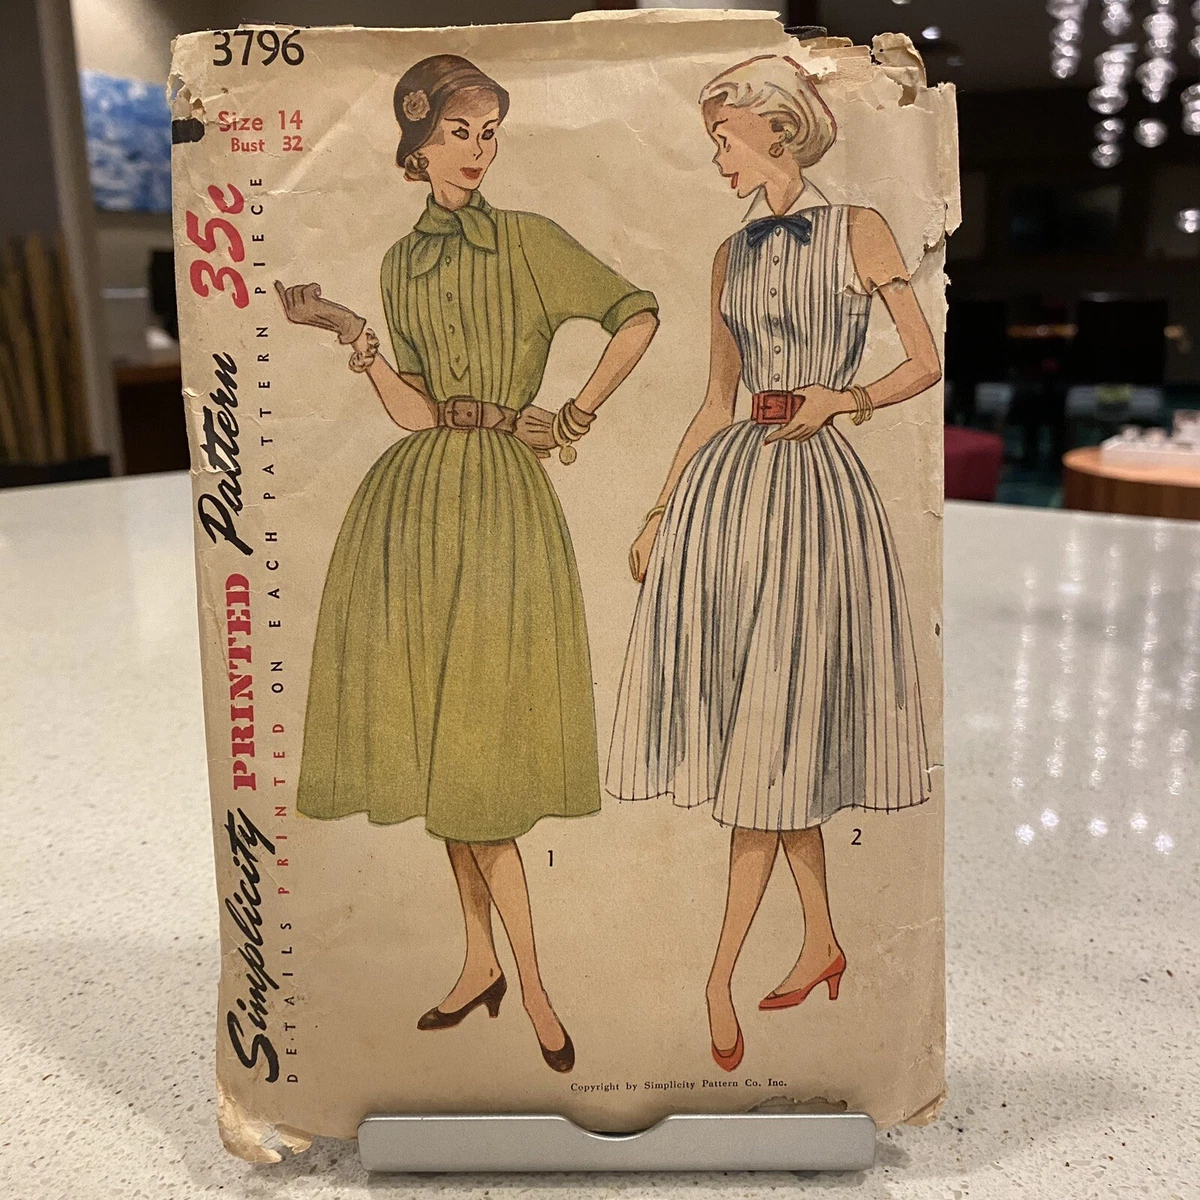 3796
Size 14
Bust 32
35¢
Simplicity PRINTED Pattern
DETAILS PRINTED ON EACH PATTERN PIECE
1
2
Copyright by Simplicity Pattern Co. Inc.